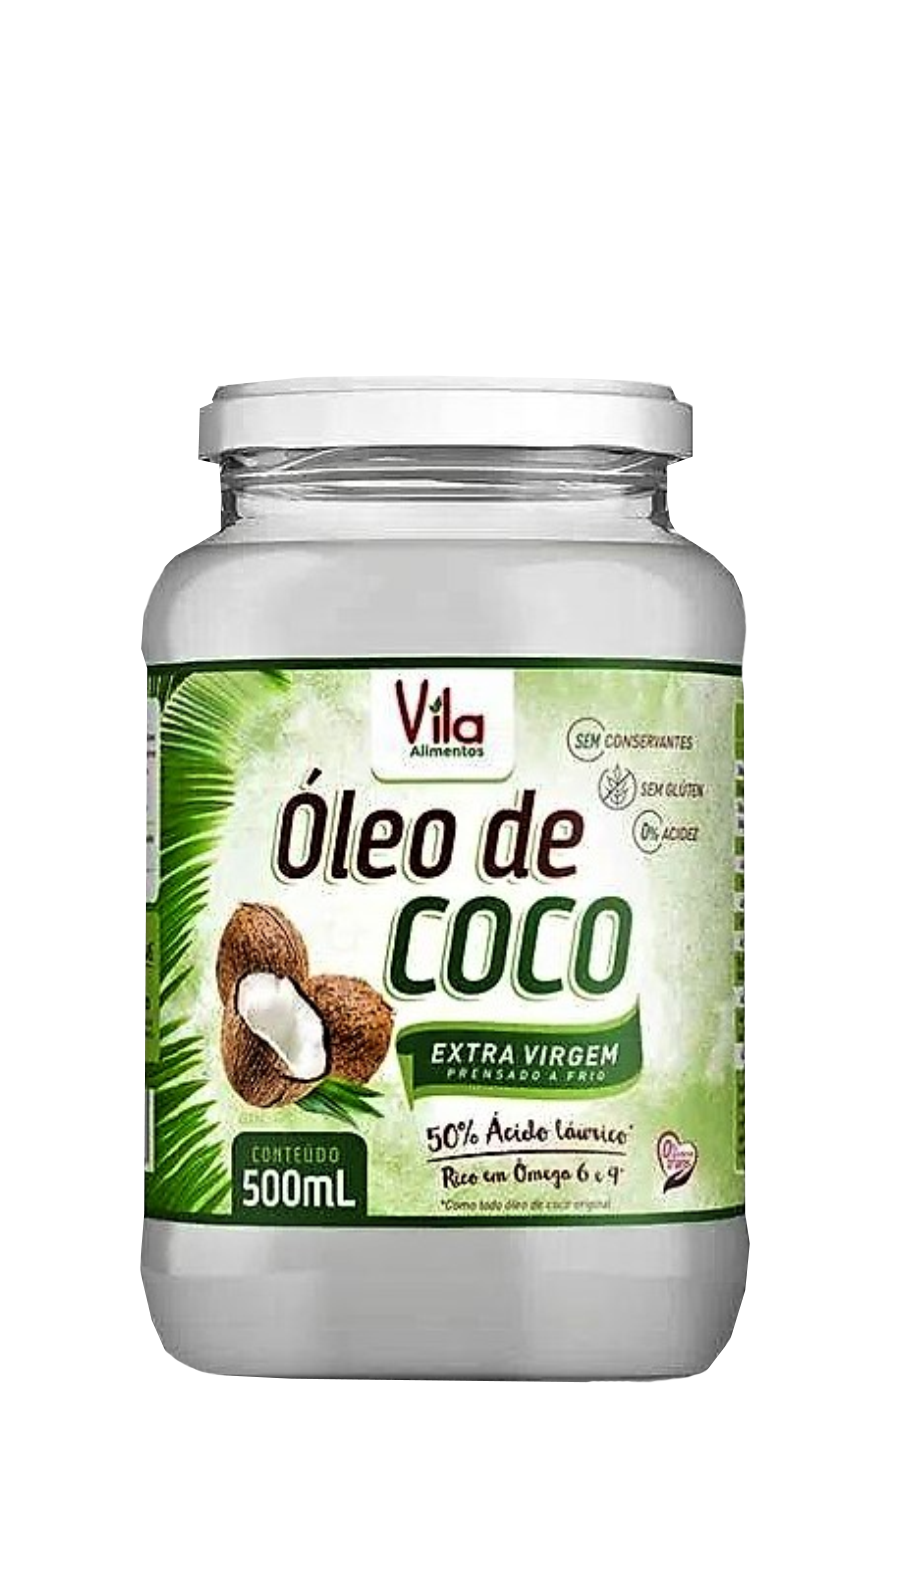 Vila
Alimentos
SEM CONSERVANTES
SEM GLÚTEN
0% ACIDEZ
Óleo de
COCO
EXTRA VIRGEM
PRENSADO A FRIO
50% Ácido láurico*
Rico em Ômega 6 e 9*
*Como todo óleo de coco original
CONTEÚDO
500mL
0%